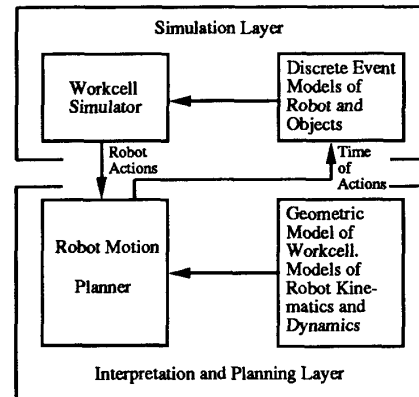 Simulation Layer
Workcell
Simulator
Discrete Event
Models of
Robot and
Objects
Robot
Actions
Time
of
Actions
Robot Motion
Planner
Geometric
Model of
Workcell.
Models of
Robot Kine-
matics and
Dynamics
Interpretation and Planning Layer